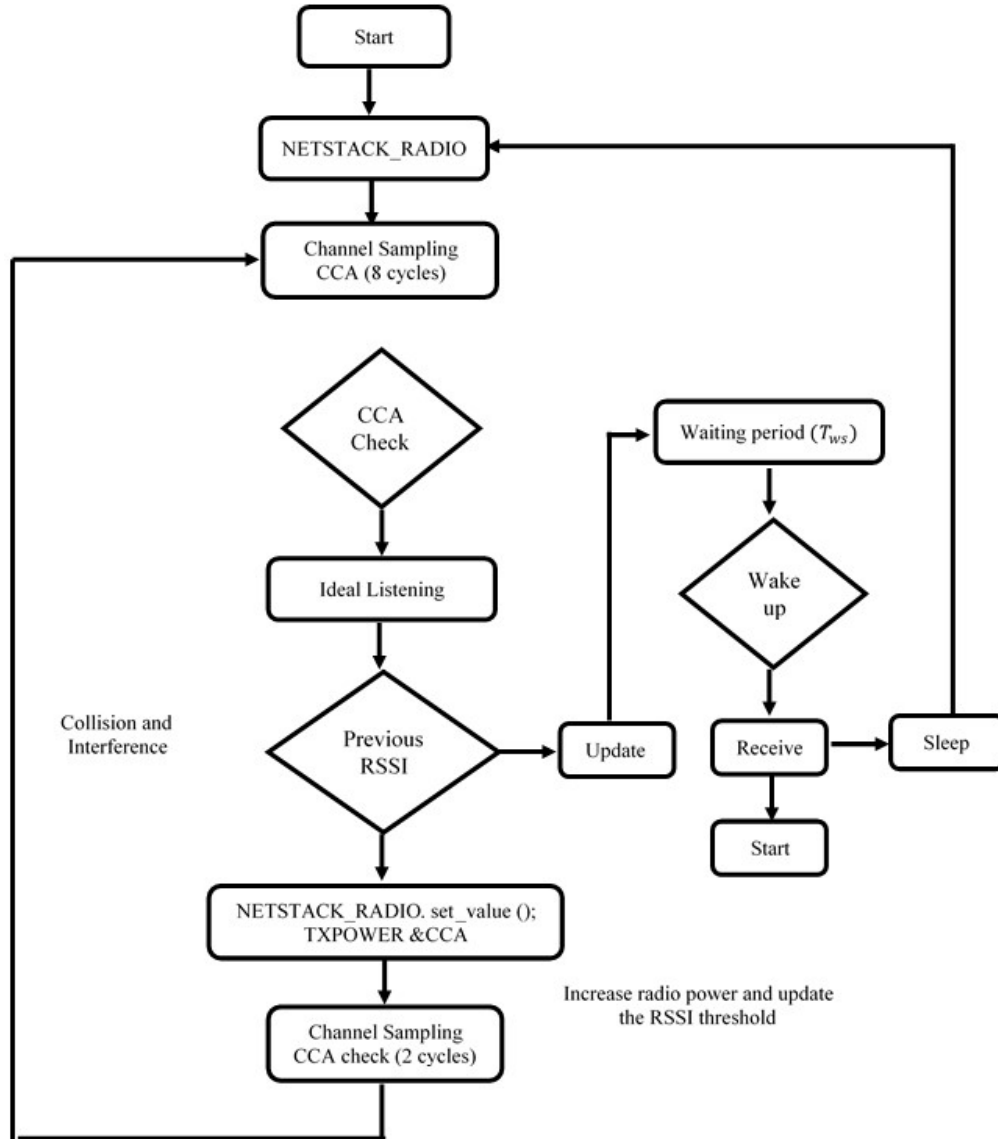 Start
NETSTACK_RADIO
Channel Sampling
CCA (8 cycles)
CCA
Check
Waiting period (T_ws)
Ideal Listening
Wake
up
Collision and
Interference
Previous
RSSI
Update
Receive
Sleep
Start
NETSTACK_RADIO. set_value ();
TXPOWER &CCA
Increase radio power and update
the RSSI threshold
Channel Sampling
CCA check (2 cycles)